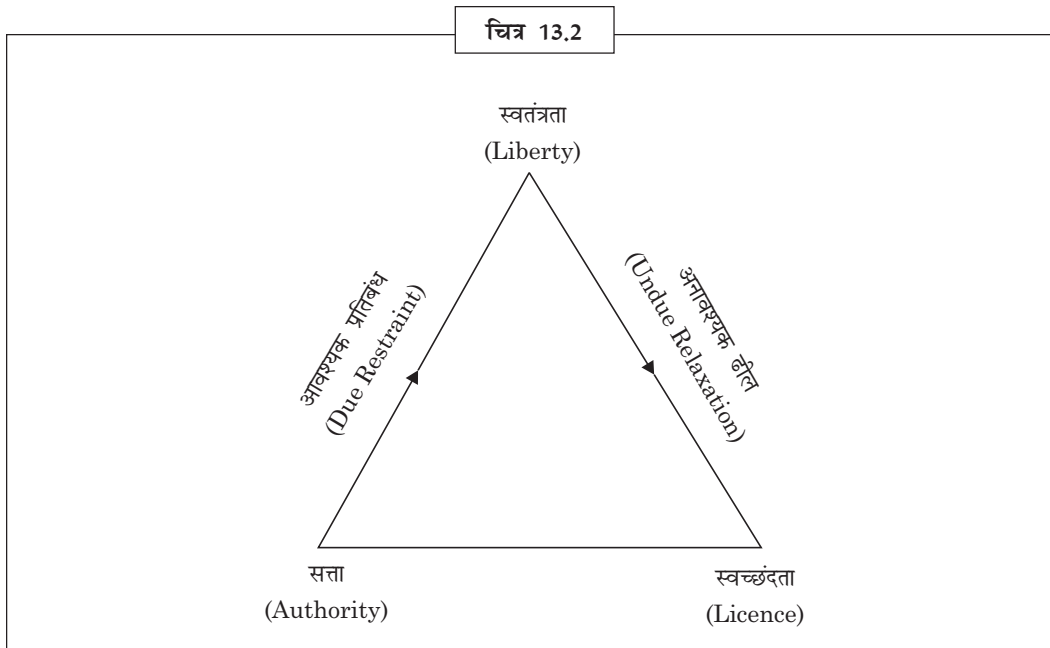 चित्र 13.2
स्वतंत्रता
(Liberty)
आवश्यक प्रतिबंध
(Due Restraint)
अनावश्यक ढील
(Undue Relaxation)
सत्ता
(Authority)
स्वच्छंदता
(Licence)